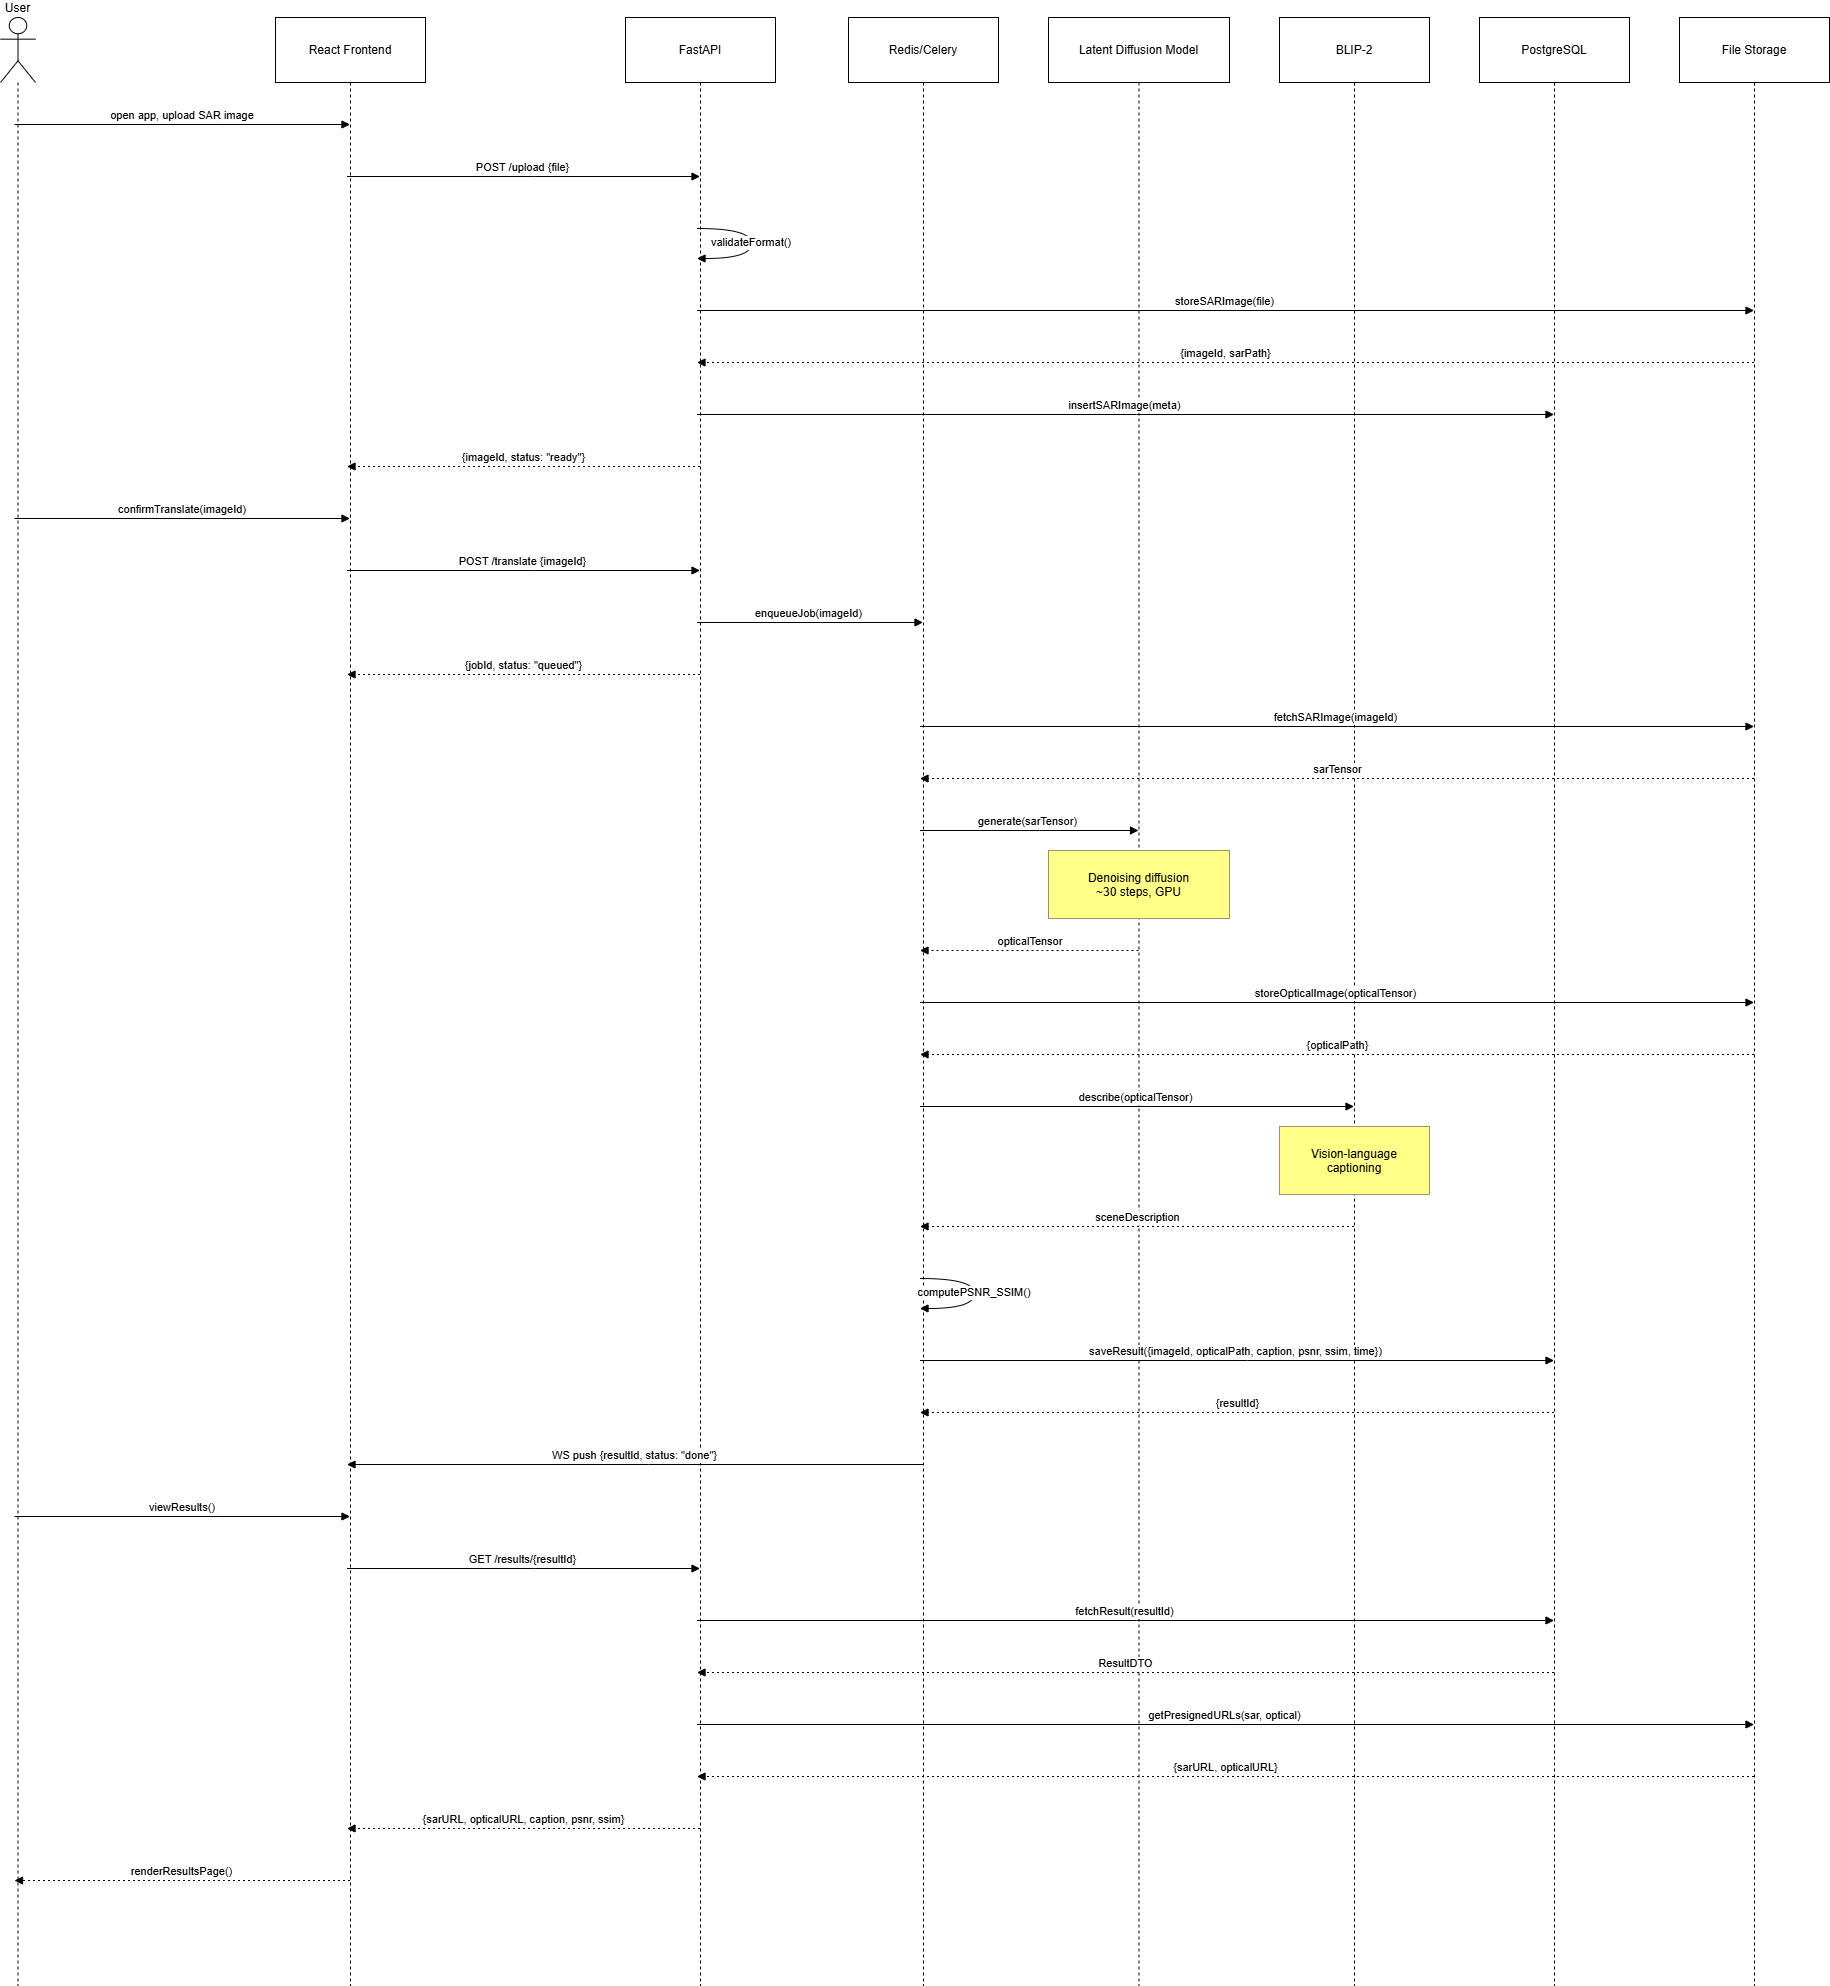 User
React Frontend
FastAPI
Redis/Celery
Latent Diffusion Model
BLIP-2
PostgreSQL
File Storage
open app, upload SAR image
POST /upload {file}
validateFormat()
storeSARImage(file)
{imageId, sarPath}
insertSARImage(meta)
{imageId, status: "ready"}
confirmTranslate(imageId)
POST /translate {imageId}
enqueueJob(imageId)
{jobId, status: "queued"}
fetchSARImage(imageId)
sarTensor
generate(sarTensor)
Denoising diffusion
~30 steps, GPU
opticalTensor
storeOpticalImage(opticalTensor)
{opticalPath}
describe(opticalTensor)
Vision-language
captioning
sceneDescription
computePSNR_SSIM()
saveResult({imageId, opticalPath, caption, psnr, ssim, time})
{resultId}
WS push {resultId, status: "done"}
viewResults()
GET /results/{resultId}
fetchResult(resultId)
ResultDTO
getPresignedURLs(sar, optical)
{sarURL, opticalURL}
{sarURL, opticalURL, caption, psnr, ssim}
renderResultsPage()